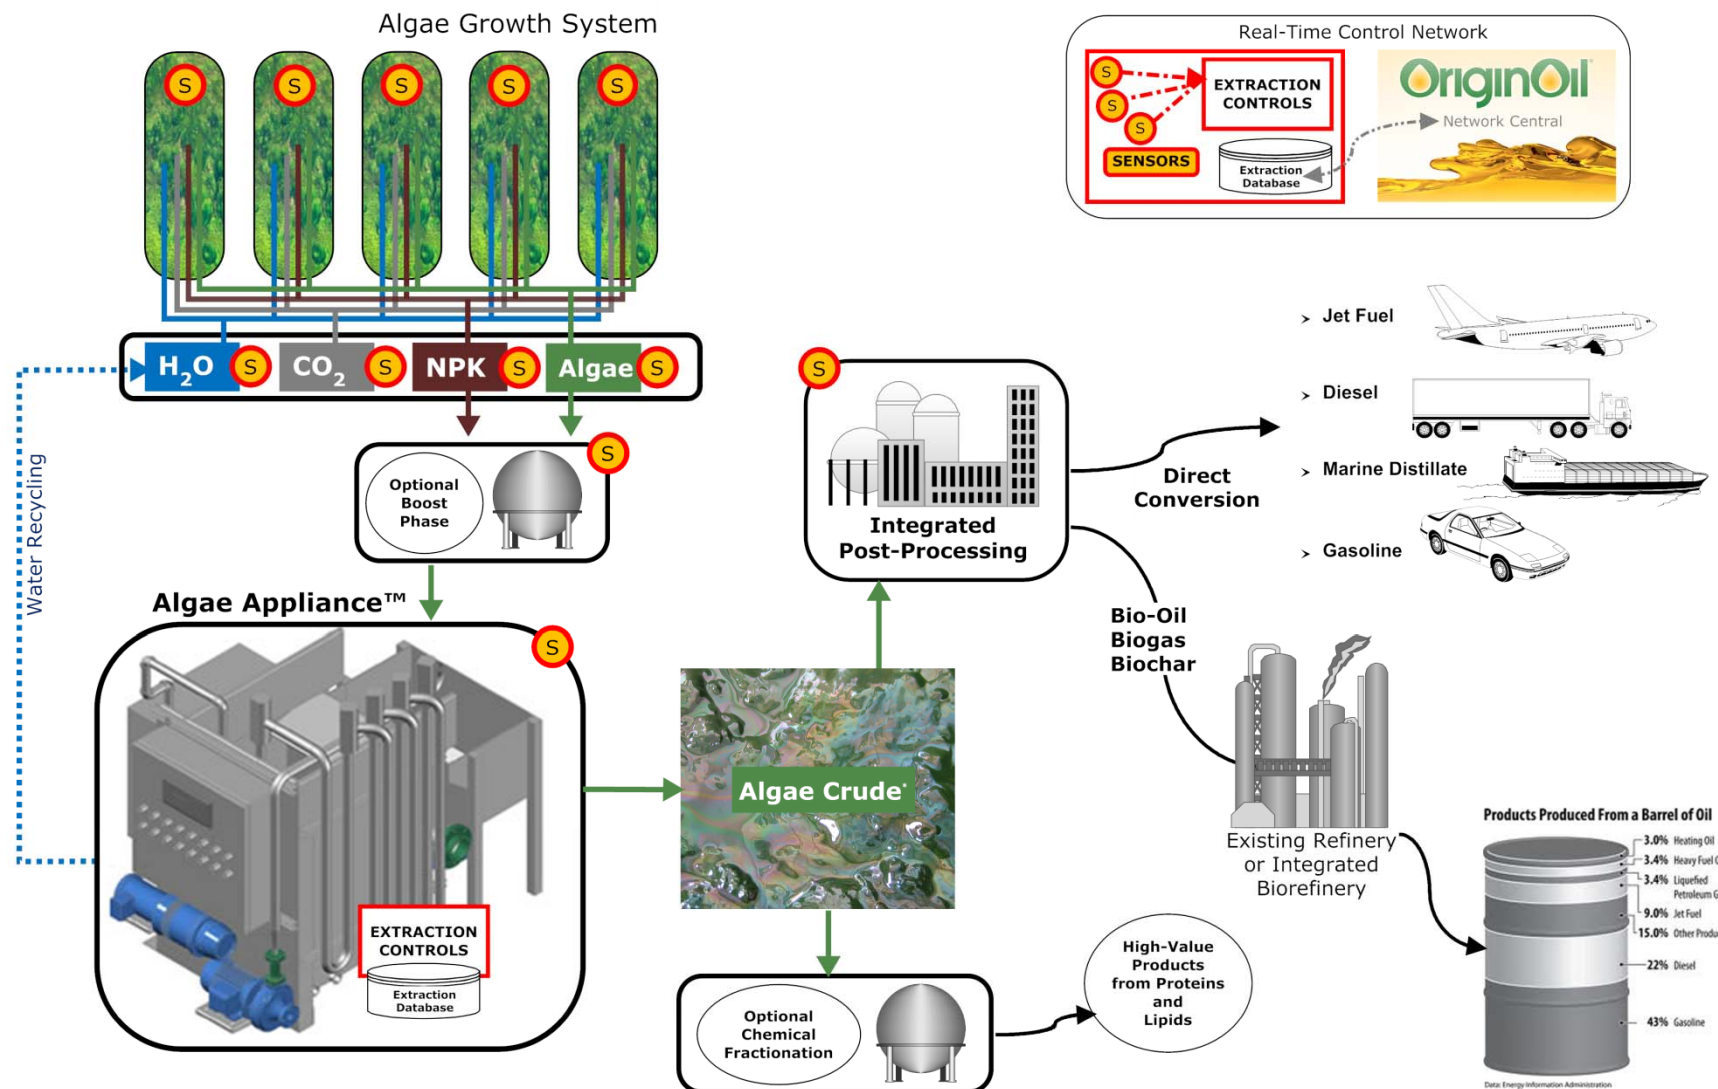 Algae Growth System
S
S
S
S
S
Real-Time Control Network
S
S
S
EXTRACTION
CONTROLS
SENSORS
Extraction
Database
OriginOil
Network Central
H2O
S
CO2
S
NPK
S
Algae
S
Water Recycling
Optional
Boost
Phase
S
Algae Appliance™
S
EXTRACTION
CONTROLS
Extraction
Database
Algae Crude*
S
Integrated
Post-Processing
Direct
Conversion
➢ Jet Fuel
➢ Diesel
➢ Marine Distillate
➢ Gasoline
Bio-Oil
Biogas
Biochar
Existing Refinery
or Integrated
Biorefinery
Optional
Chemical
Fractionation
High-Value
Products
from Proteins
and
Lipids
Products Produced From a Barrel of Oil
3.0% Heating Oil
3.4% Heavy Fuel
3.4% Liquefied
Petroleum
9.0% Jet Fuel
15.0% Other
22% Diesel
43% Gasoline
Data: Energy Information Administration